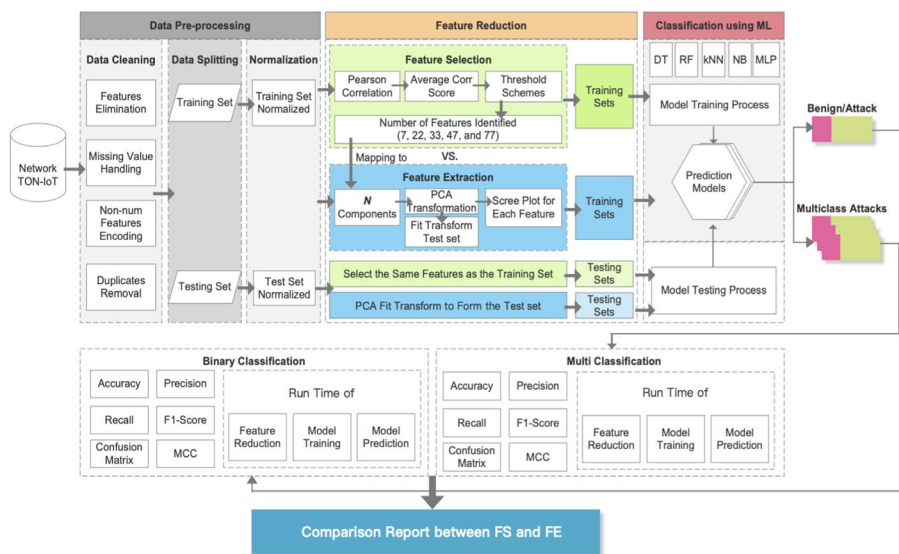 Data Pre-processing
Feature Reduction
Classification using ML
Data Cleaning
Data Splitting
Normalization
Feature Selection
DT
RF
kNN
NB
MLP
Features
Elimination
Training Set
Training Set
Normalized
Pearson
Correlation
Average Corr
Score
Threshold
Schemes
Training
Sets
Model Training Process
Benign/Attack
Number of Features Identified
(7, 22, 33, 47, and 77)
Network
TON-IoT
Missing Value
Handling
Mapping to
VS.
Feature Extraction
Prediction
Models
N
Components
PCA
Transformation
Fit Transform
Test set
Scree Plot for
Each Feature
Training
Sets
Non-num
Features
Encoding
Multiclass Attacks
Duplicates
Removal
Testing Set
Test Set
Normalized
Select the Same Features as the Training Set
Testing
Sets
PCA Fit Transform to Form the Test set
Testing
Sets
Model Testing Process
Binary Classification
Accuracy
Precision
Recall
F1-Score
Confusion
Matrix
MCC
Run Time of
Feature
Reduction
Model
Training
Model
Prediction
Multi Classification
Accuracy
Precision
Recall
F1-Score
Confusion
Matrix
MCC
Run Time of
Feature
Reduction
Model
Training
Model
Prediction
Comparison Report between FS and FE